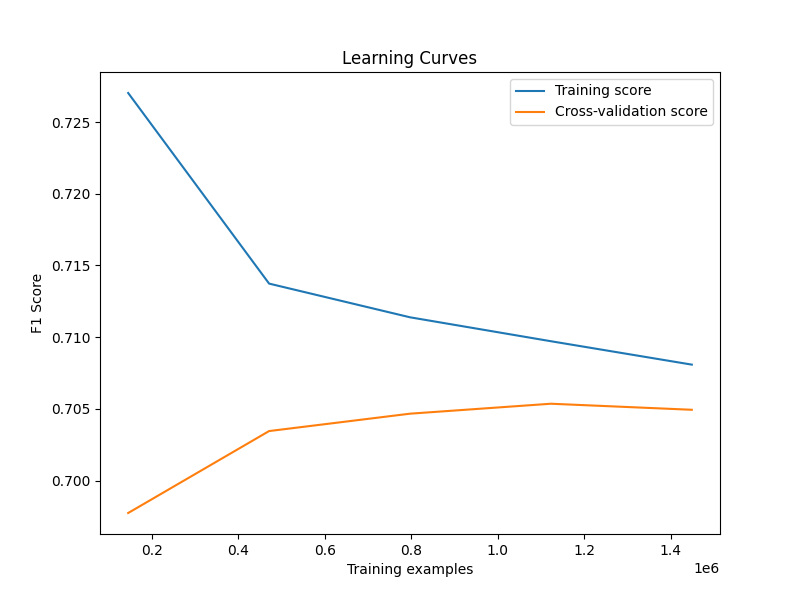 Learning Curves
Training score
Cross-validation score
F1 Score
0.725
0.720
0.715
0.710
0.705
0.700
0.2 0.4 0.6 0.8 1.0 1.2 1.4
1e6
Training examples